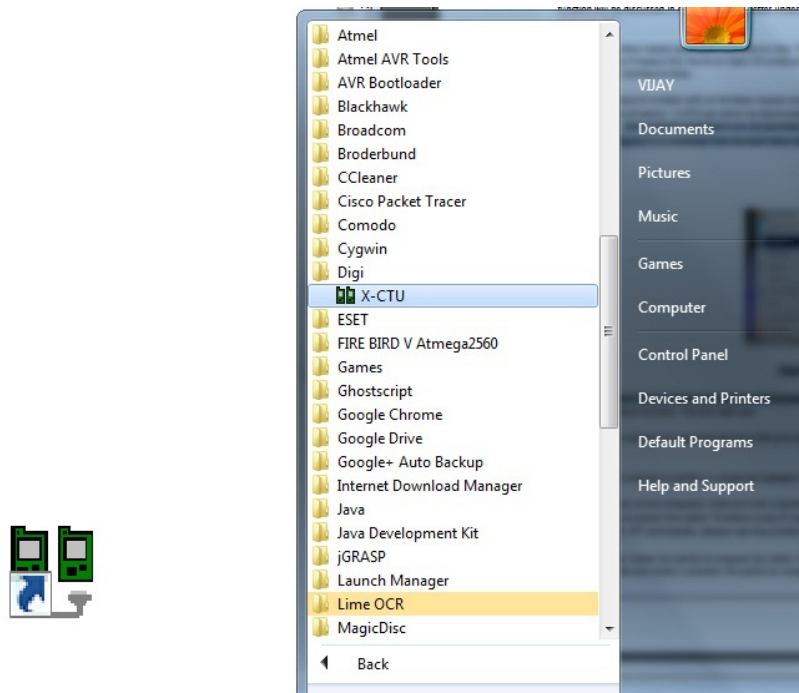 Atmel
Atmel AVR Tools
AVR Bootloader
Blackhawk
Broadcom
Broderbund
CCleaner
Cisco Packet Tracer
Comodo
Cygwin
Digi
X-CTU
ESET
FIRE BIRD V Atmega2560
Games
Ghostscript
Google Chrome
Google Drive
Google+ Auto Backup
Internet Download Manager
Java
Java Development Kit
jGRASP
Launch Manager
Lime OCR
MagicDisc
Back
VIJAY
Documents
Pictures
Music
Games
Computer
Control Panel
Devices and Printers
Default Programs
Help and Support